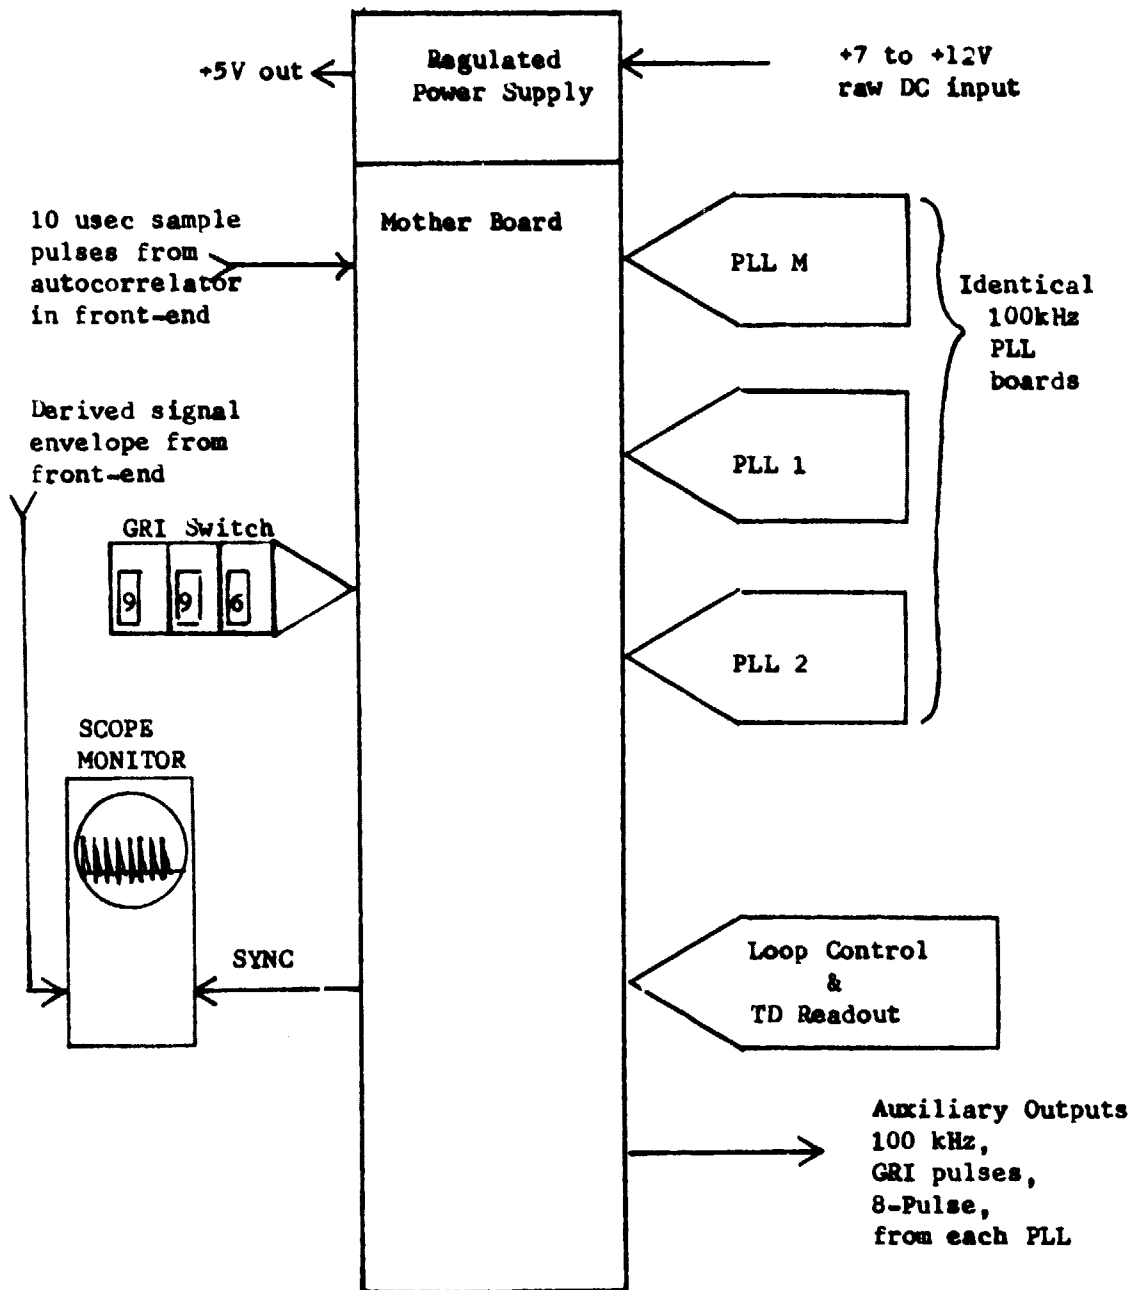 +5V out
Regulated
Power Supply
+7 to +12V
raw DC input
Mother Board
10 usec sample
pulses from
autocorrelator
in front-end
PLL M
Identical
100kHz
PLL
boards
Derived signal
envelope from
front-end
PLL 1
GRI Switch
9 9 6
PLL 2
SCOPE
MONITOR
SYNC
Loop Control
&
TD Readout
Auxiliary Outputs
100 kHz,
GRI pulses,
8-Pulse,
from each PLL